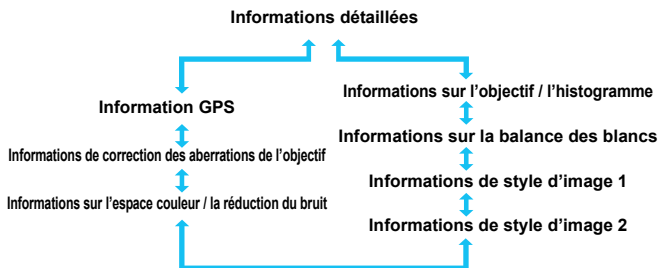 Informations détaillées
Informations sur l'objectif / l'histogramme
Information GPS
Informations sur la balance des blancs
Informations de correction des aberrations de l'objectif
Informations de style d'image 1
Informations sur l'espace couleur / la réduction du bruit
Informations de style d'image 2